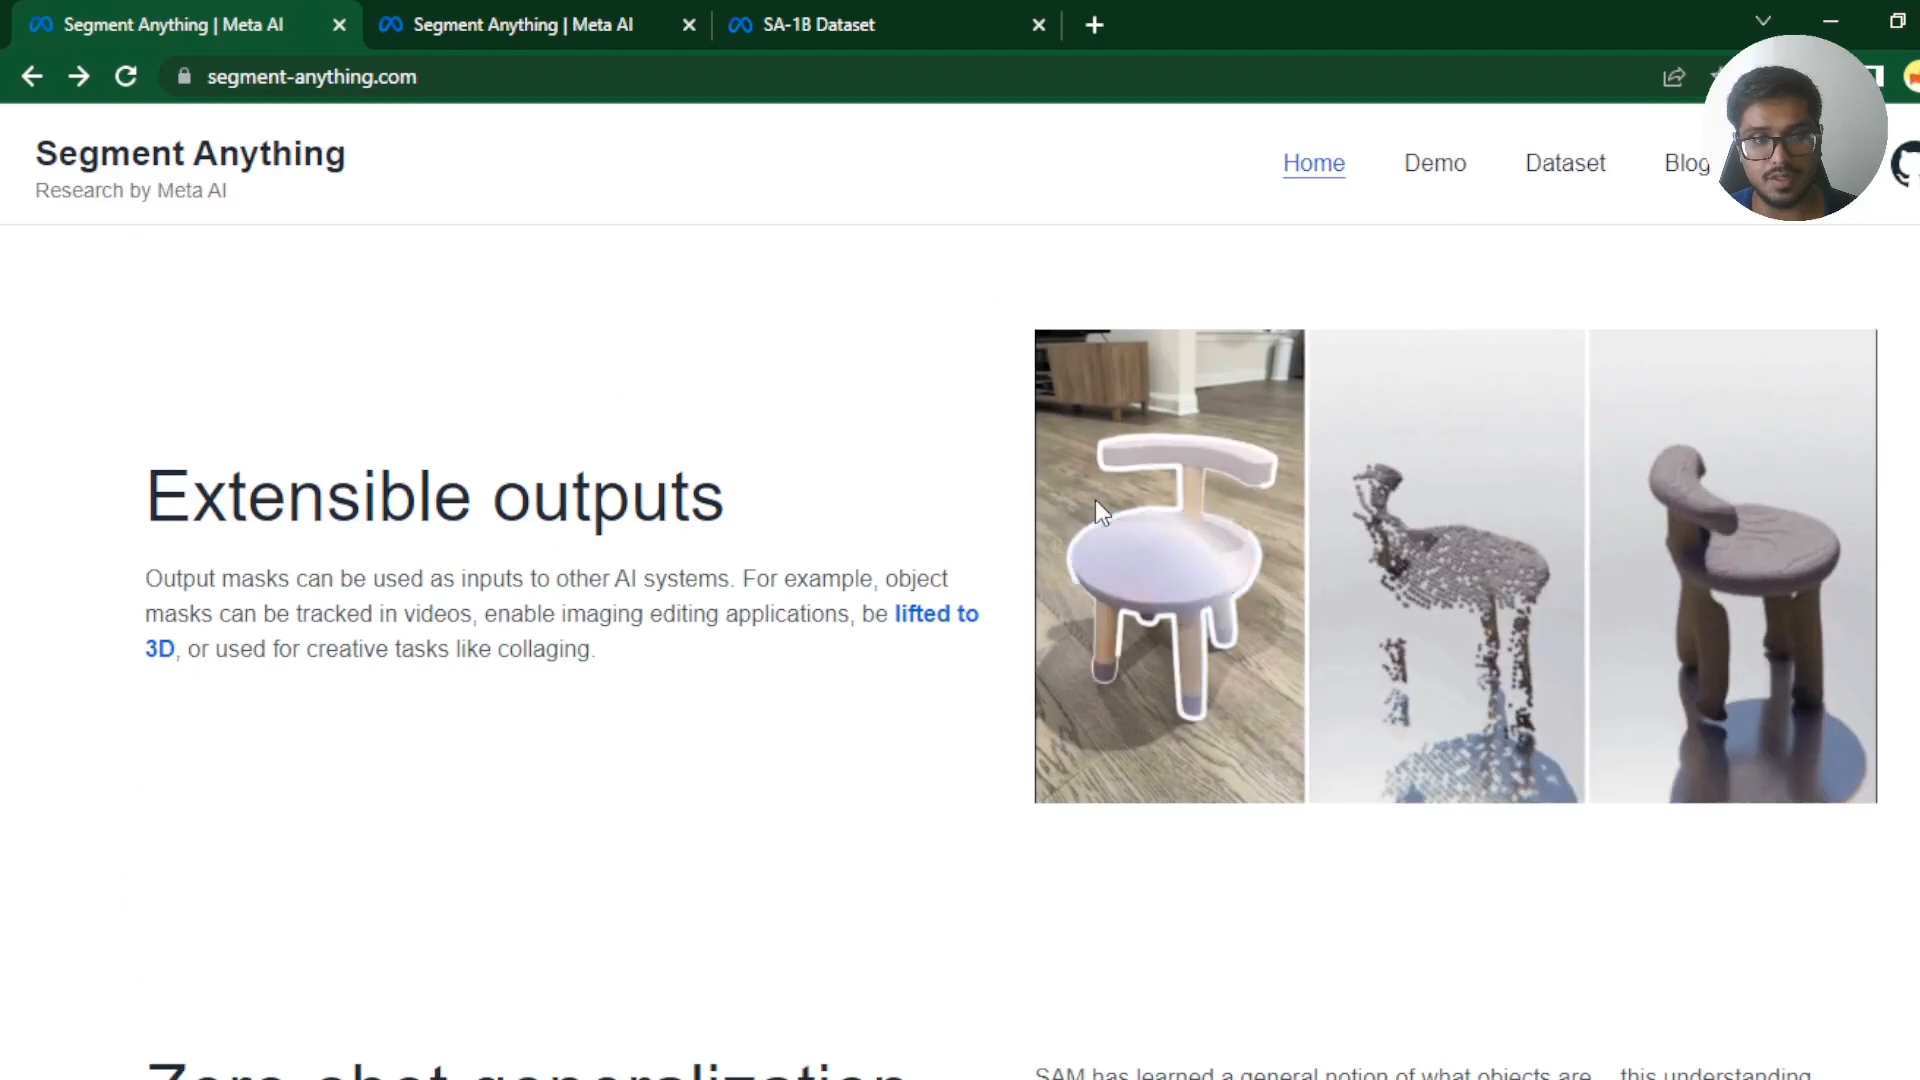 Segment Anything | Meta AI
Segment Anything | Meta AI
SA-1B Dataset
segment-anything.com
Segment Anything
Research by Meta AI
Home
Demo
Dataset
Blog
Extensible outputs
Output masks can be used as inputs to other AI systems. For example, object
masks can be tracked in videos, enable imaging editing applications, be lifted to
3D, or used for creative tasks like collaging.
Zero-shot generalization
SAM has learned a general notion of what objects are
this understanding